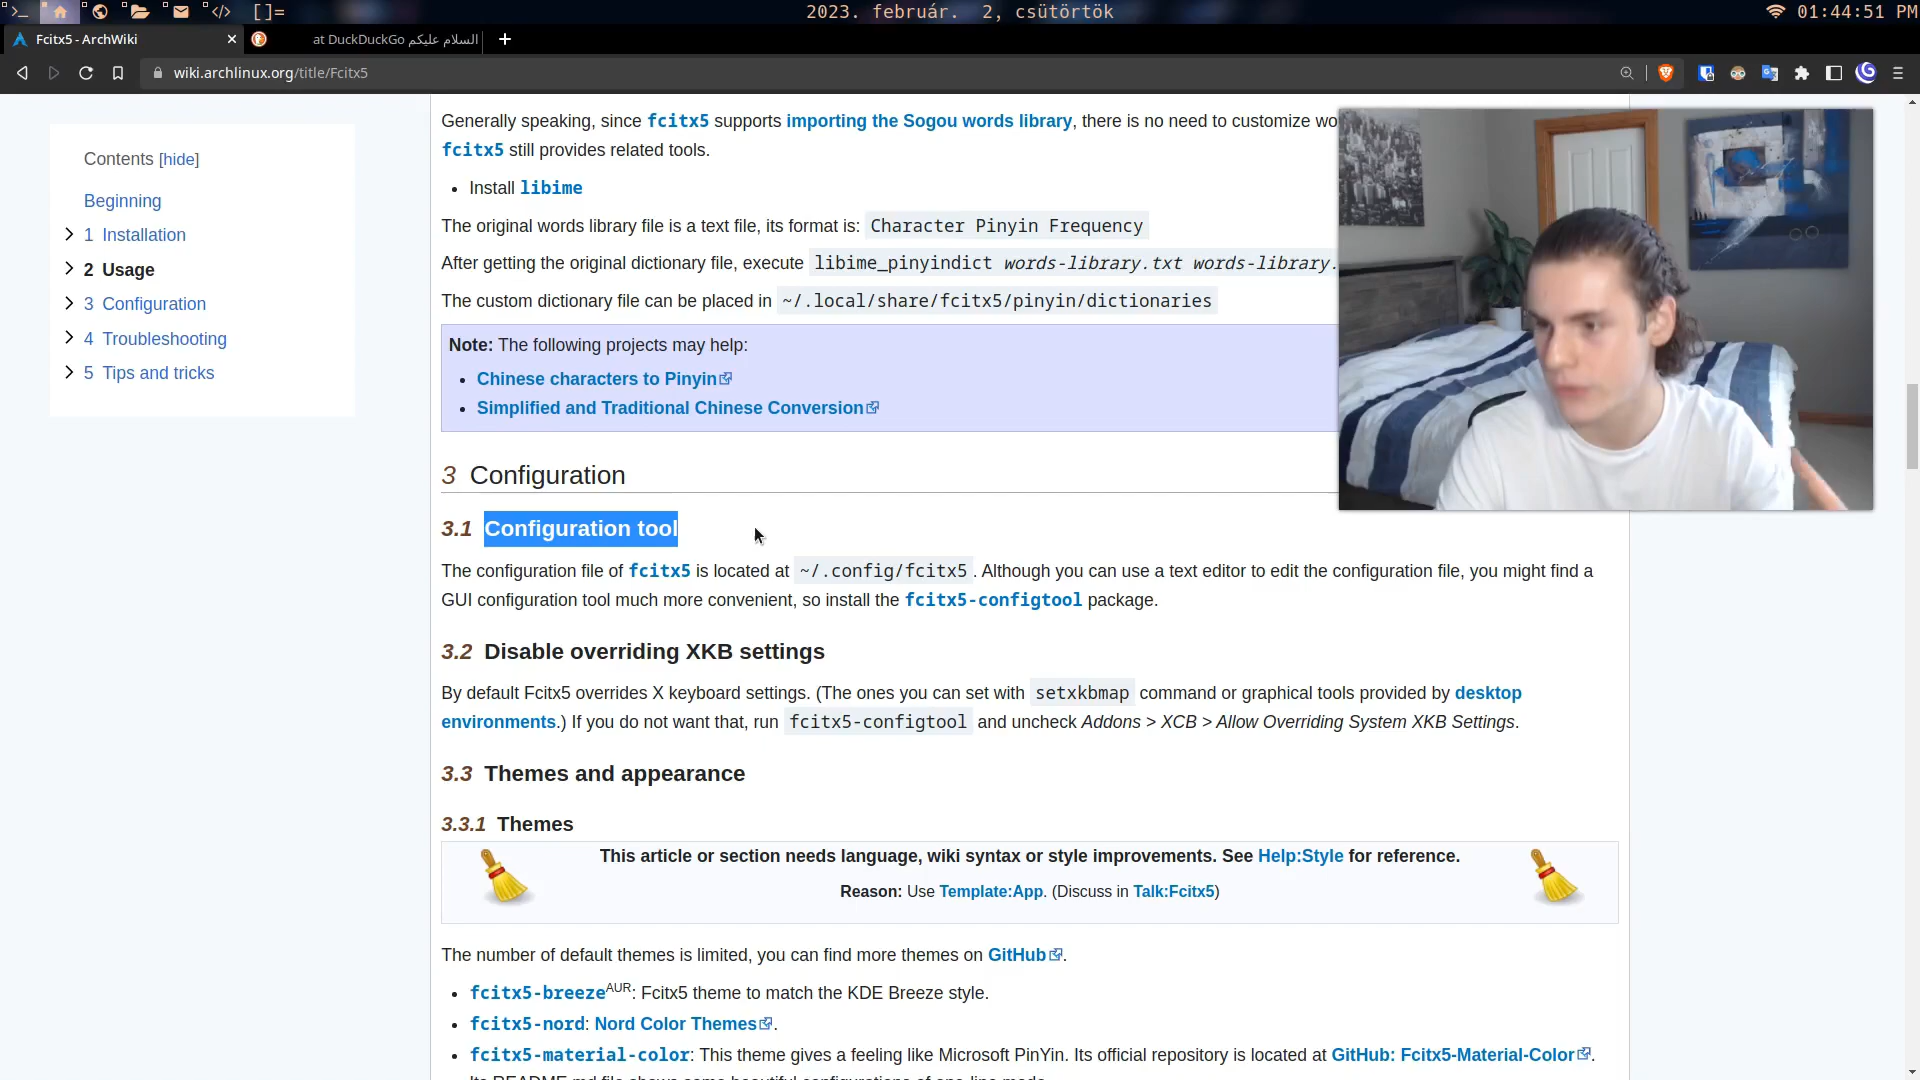 []=
2023. február. 2, csütörtök
01:44:51 PM
Fcitx5 - ArchWiki
السلام عليكم at DuckDuckGo
wiki.archlinux.org/title/Fcitx5
Contents [hide]
Beginning
1 Installation
2 Usage
3 Configuration
4 Troubleshooting
5 Tips and tricks
Generally speaking, since fcitx5 supports importing the Sogou words library, there is no need to customize wo
fcitx5 still provides related tools.
• Install libime
The original words library file is a text file, its format is: Character Pinyin Frequency
After getting the original dictionary file, execute libime_pinyindict words-library.txt words-library.
The custom dictionary file can be placed in ~/.local/share/fcitx5/pinyin/dictionaries
Note: The following projects may help:
• Chinese characters to Pinyin
• Simplified and Traditional Chinese Conversion
3 Configuration
3.1 Configuration tool
The configuration file of fcitx5 is located at ~/.config/fcitx5. Although you can use a text editor to edit the configuration file, you might find a
GUI configuration tool much more convenient, so install the fcitx5-configtool package.
3.2 Disable overriding XKB settings
By default Fcitx5 overrides X keyboard settings. (The ones you can set with setxkbmap command or graphical tools provided by desktop
environments.) If you do not want that, run fcitx5-configtool and uncheck Addons > XCB > Allow Overriding System XKB Settings.
3.3 Themes and appearance
3.3.1 Themes
This article or section needs language, wiki syntax or style improvements. See Help:Style for reference.
Reason: Use Template:App. (Discuss in Talk:Fcitx5)
The number of default themes is limited, you can find more themes on GitHub.
• fcitx5-breezeAUR: Fcitx5 theme to match the KDE Breeze style.
• fcitx5-nord: Nord Color Themes.
• fcitx5-material-color: This theme gives a feeling like Microsoft PinYin. Its official repository is located at GitHub: Fcitx5-Material-Color.